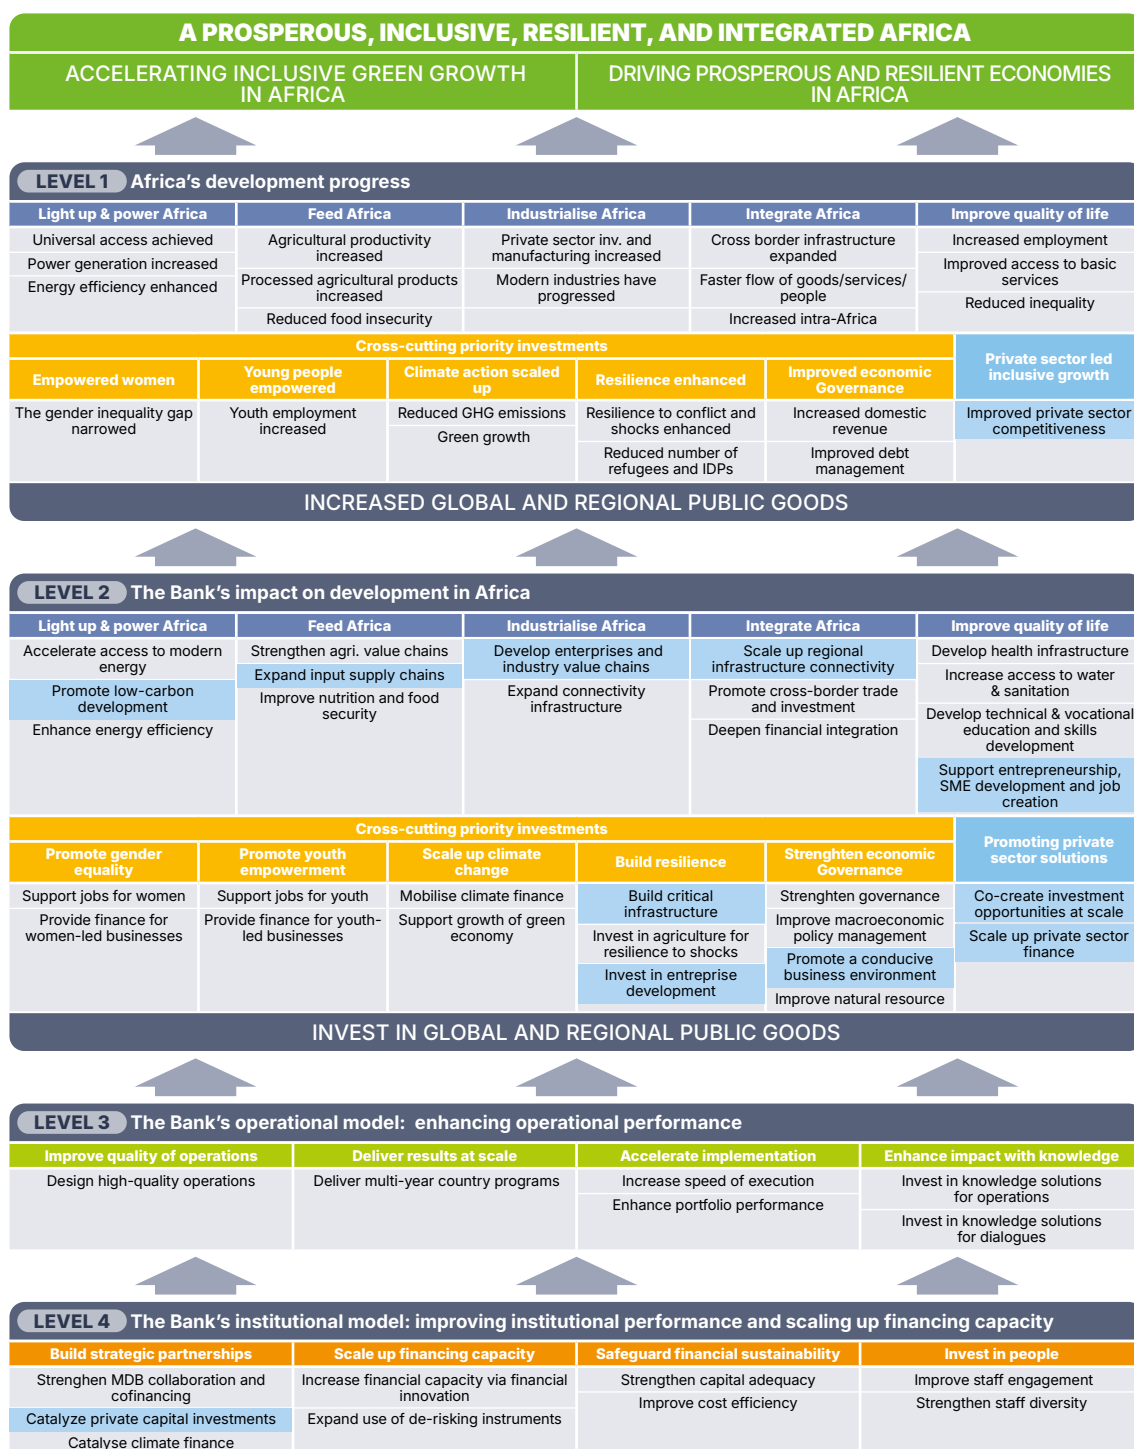 A PROSPEROUS, INCLUSIVE, RESILIENT, AND INTEGRATED AFRICA
ACCELERATING INCLUSIVE GREEN GROWTH
IN AFRICA
DRIVING PROSPEROUS AND RESILIENT ECONOMIES
IN AFRICA
LEVEL 1 Africa's development progress
Light up & power Africa
Universal access achieved
Power generation increased
Energy efficiency enhanced
Feed Africa
Agricultural productivity
increased
Processed agricultural products
increased
Reduced food insecurity
Industrialise Africa
Private sector inv. and
manufacturing increased
Modern industries have
progressed
Integrate Africa
Cross border infrastructure
expanded
Faster flow of goods/services/
people
Increased intra-Africa
Improve quality of life
Increased employment
Improved access to basic
services
Reduced inequality
Cross-cutting priority investments
Empowered women
The gender inequality gap
narrowed
Young people
empowered
Youth employment
increased
Climate action scaled
up
Reduced GHG emissions
Green growth
Resilience enhanced
Resilience to conflict and
shocks enhanced
Reduced number of
refugees and IDPs
Improved economic
Governance
Increased domestic
revenue
Improved debt
management
Private sector led
inclusive growth
Improved private sector
competitiveness
INCREASED GLOBAL AND REGIONAL PUBLIC GOODS
LEVEL 2 The Bank's impact on development in Africa
Light up & power Africa
Accelerate access to modern
energy
Promote low-carbon
development
Enhance energy efficiency
Feed Africa
Strengthen agri. value chains
Expand input supply chains
Improve nutrition and food
security
Industrialise Africa
Develop enterprises and
industry value chains
Expand connectivity
infrastructure
Integrate Africa
Scale up regional
infrastructure connectivity
Promote cross-border trade
and investment
Deepen financial integration
Improve quality of life
Develop health infrastructure
Increase access to water
& sanitation
Develop technical & vocational
education and skills
development
Support entrepreneurship,
SME development and job
creation
Cross-cutting priority investments
Promote gender
equality
Support jobs for women
Provide finance for
women-led businesses
Promote youth
empowerment
Support jobs for youth
Provide finance for youth-
led businesses
Scale up climate
change
Mobilise climate finance
Support growth of green
economy
Build resilience
Build critical
infrastructure
Invest in agriculture for
resilience to shocks
Invest in entreprise
development
Strenghten economic
Governance
Strenghten governance
Improve macroeconomic
policy management
Promote a conducive
business environment
Improve natural resource
Promoting private
sector solutions
Co-create investment
opportunities at scale
Scale up private sector
finance
INVEST IN GLOBAL AND REGIONAL PUBLIC GOODS
LEVEL 3 The Bank's operational model: enhancing operational performance
Improve quality of operations
Design high-quality operations
Deliver results at scale
Deliver multi-year country programs
Accelerate implementation
Increase speed of execution
Enhance portfolio performance
Enhance impact with knowledge
Invest in knowledge solutions
for operations
Invest in knowledge solutions
for dialogues
LEVEL 4 The Bank's institutional model: improving institutional performance and scaling up financing capacity
Build strategic partnerships
Strenghen MDB collaboration and
cofinancing
Catalyze private capital investments
Catalyse climate finance
Scale up financing capacity
Increase financial capacity via financial
innovation
Expand use of de-risking instruments
Safeguard financial sustainability
Strengthen capital adequacy
Improve cost efficiency
Invest in people
Improve staff engagement
Strengthen staff diversity